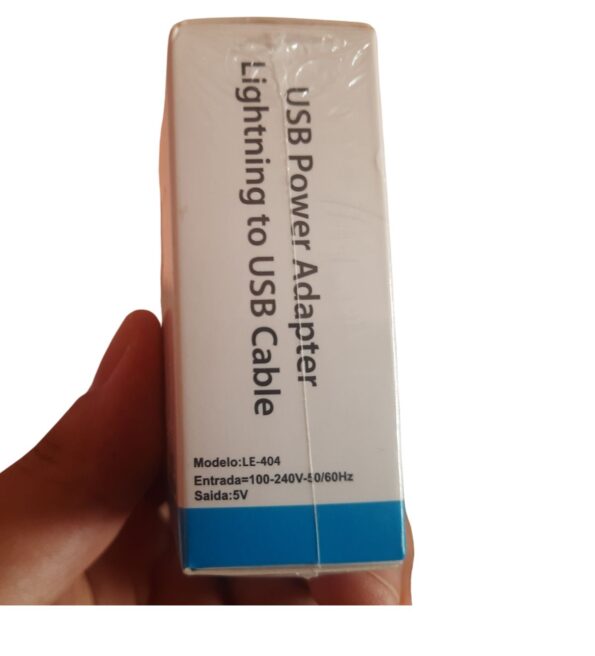 USB Power Adapter
Lightning to USB Cable
Modelo:LE-404
Entrada=100-240V-50/60Hz
Saida:5V